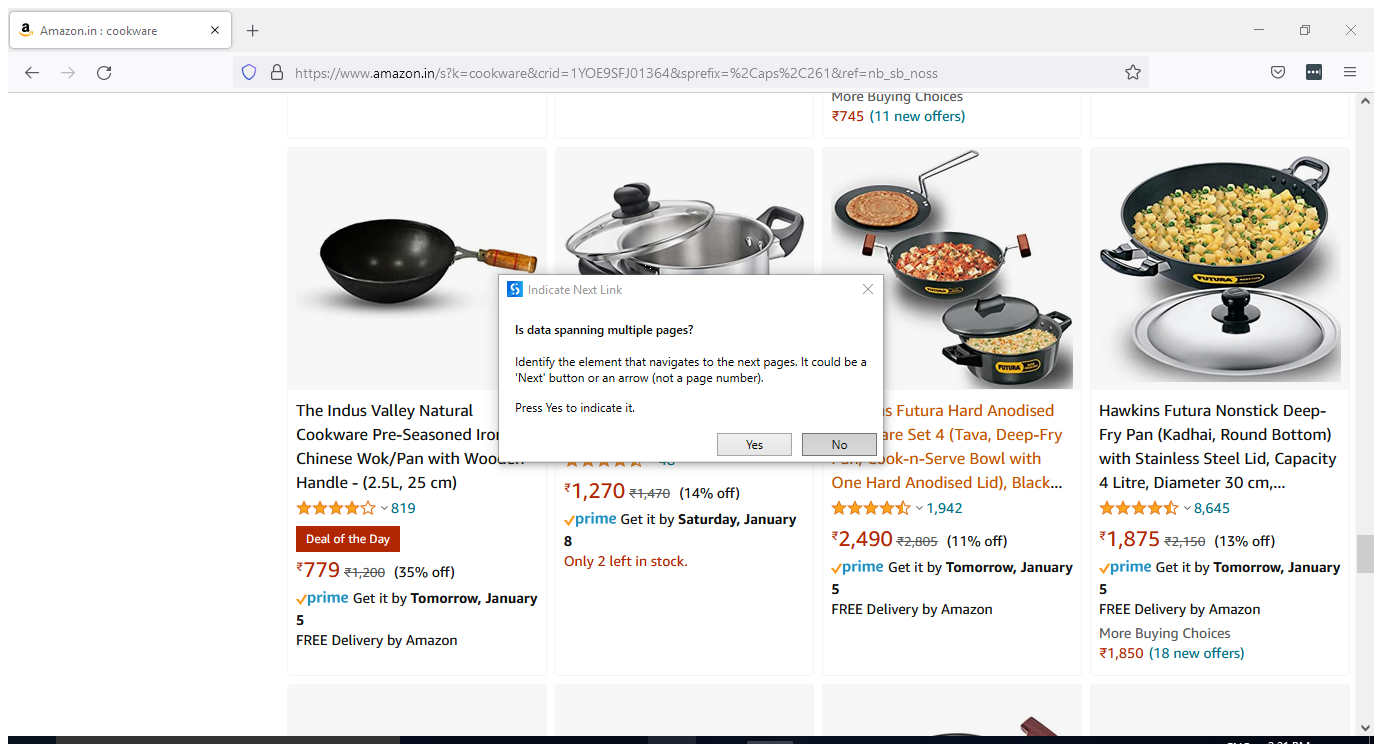 Amazon.in : cookware
https://www.amazon.in/s?k=cookware&crid=1YOE9SFJ01364&sprefix=%2Caps%2C261&ref=nb_sb_noss
More Buying Choices
₹745 (11 new offers)
FUTURA
FUTURA
FUTURA
Indicate Next Link
Is data spanning multiple pages?
Identify the element that navigates to the next pages. It could be a
'Next' button or an arrow (not a page number).
Press Yes to indicate it.
Yes
No
The Indus Valley Natural
Cookware Pre-Seasoned Iron
Chinese Wok/Pan with Wooden
Handle - (2.5L, 25 cm)
819
Deal of the Day
₹779 ₹1,200 (35% off)
prime Get it by Tomorrow, January
5
FREE Delivery by Amazon
₹1,270 ₹1,470 (14% off)
prime Get it by Saturday, January
8
Only 2 left in stock.
s Futura Hard Anodised
are Set 4 (Tava, Deep-Fry
Pan, Cook-n-Serve Bowl with
One Hard Anodised Lid), Black...
1,942
₹2,490 ₹2,805 (11% off)
prime Get it by Tomorrow, January
5
FREE Delivery by Amazon
Hawkins Futura Nonstick Deep-
Fry Pan (Kadhai, Round Bottom)
with Stainless Steel Lid, Capacity
4 Litre, Diameter 30 cm,...
8,645
₹1,875 ₹2,150 (13% off)
prime Get it by Tomorrow, January
5
FREE Delivery by Amazon
More Buying Choices
₹1,850 (18 new offers)